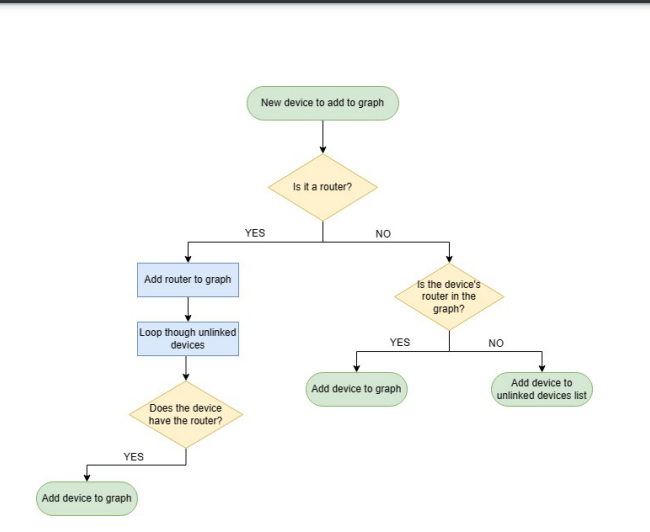 New device to add to graph
Is it a router?
YES
NO
Add router to graph
Is the device's
router in the
graph?
Loop though unlinked
devices
YES
NO
Add device to graph
Add device to
unlinked devices list
Does the device
have the router?
YES
Add device to graph